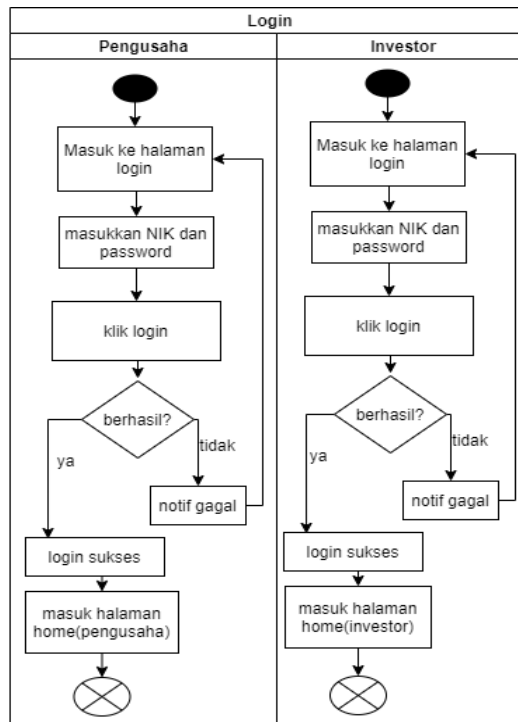 Login
Pengusaha
Investor
Masuk ke halaman
login
masukkan NIK dan
password
klik login
berhasil?
ya
tidak
notif gagal
login sukses
masuk halaman
home(pengusaha)
Masuk ke halaman
login
masukkan NIK dan
password
klik login
berhasil?
ya
tidak
notif gagal
login sukses
masuk halaman
home(investor)